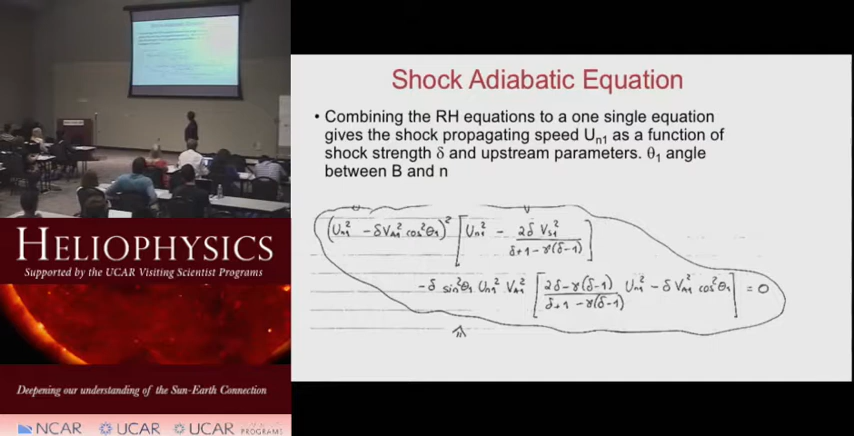 Shock Adiabatic Equation
• Combining the RH equations to a one single equation
gives the shock propagating speed Un1 as a function of
shock strength δ and upstream parameters. θ1 angle
between B and n
(Un1² - δVA1² cos²θ1)² [Un1² - 2δ Vs1² / δ+1-γ(δ-1)]
- δ sin²θ1 Un1² VA1² [2δ-γ(δ-1) / δ+1-γ(δ-1) Un1² - δ VA1² cos²θ1] = 0
HELIOPHYSICS
Supported by the UCAR Visiting Scientist Programs
Deepening our understanding of the Sun-Earth Connection
NCAR UCAR UCAR
PROGRAMS